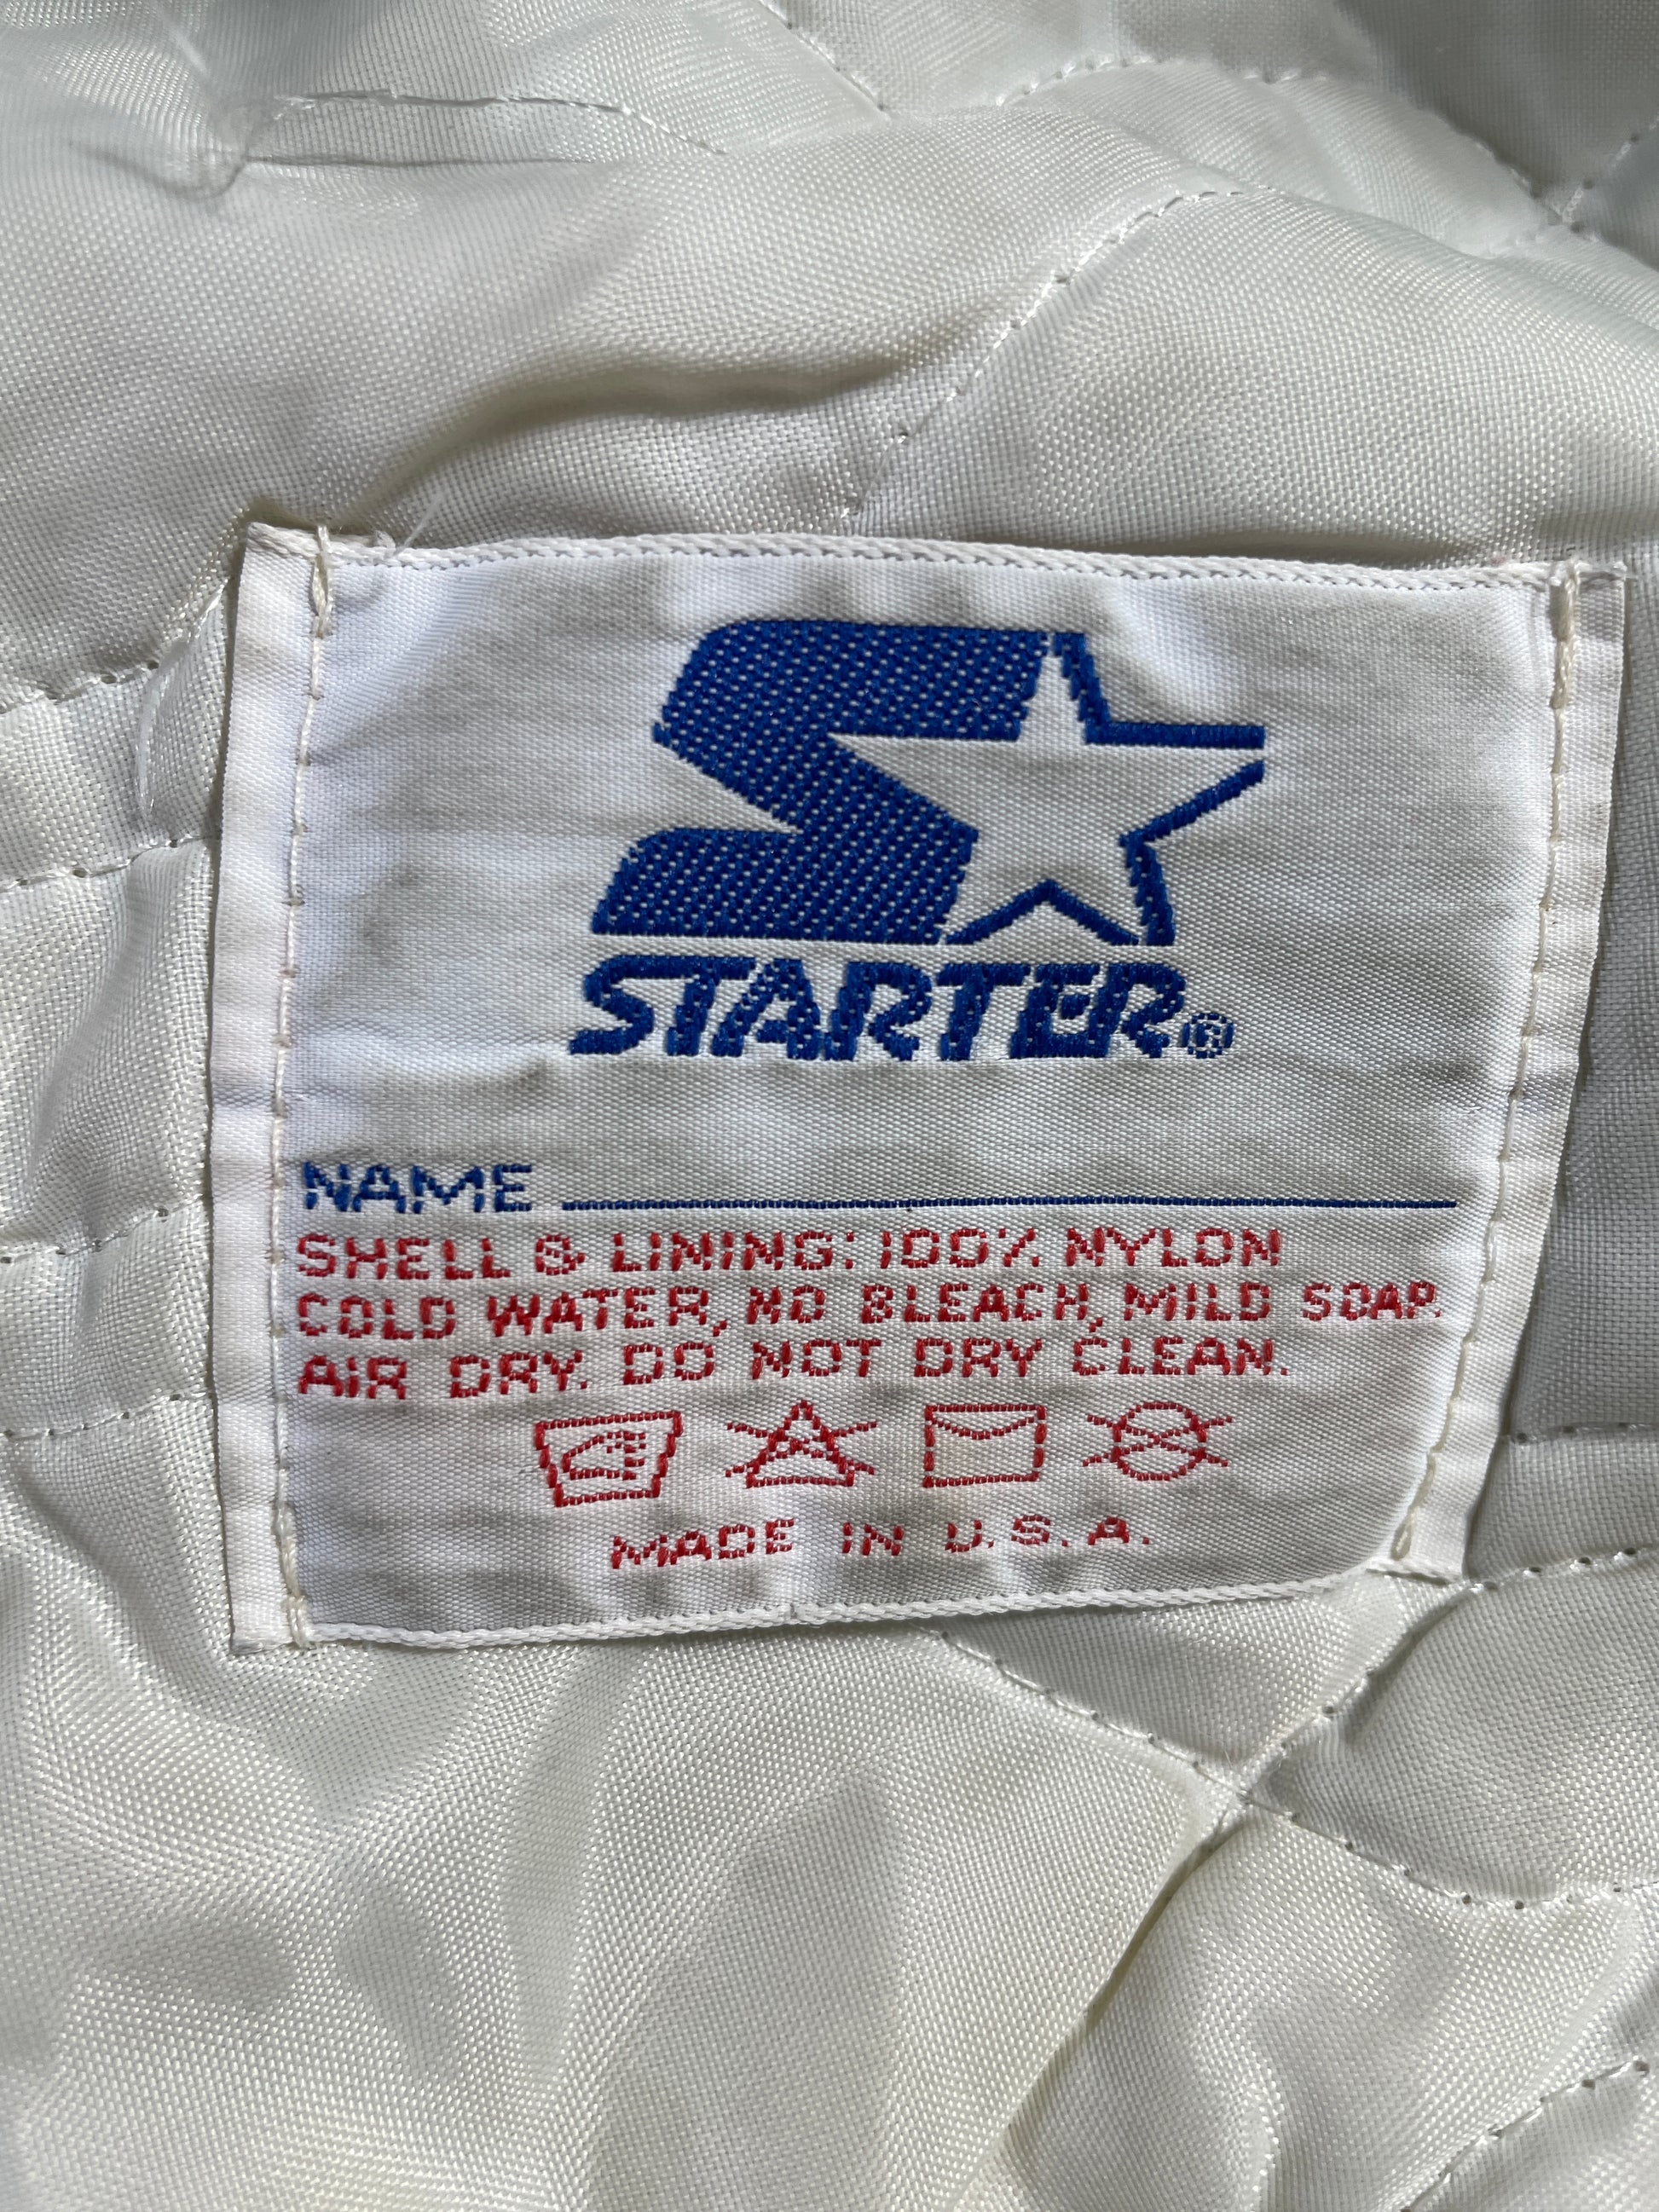 STARTER®
NAME
SHELL & LINING: 100% NYLON
COLD WATER, NO BLEACH, MILD SOAP.
AIR DRY. DO NOT DRY CLEAN.
MADE IN U.S.A.